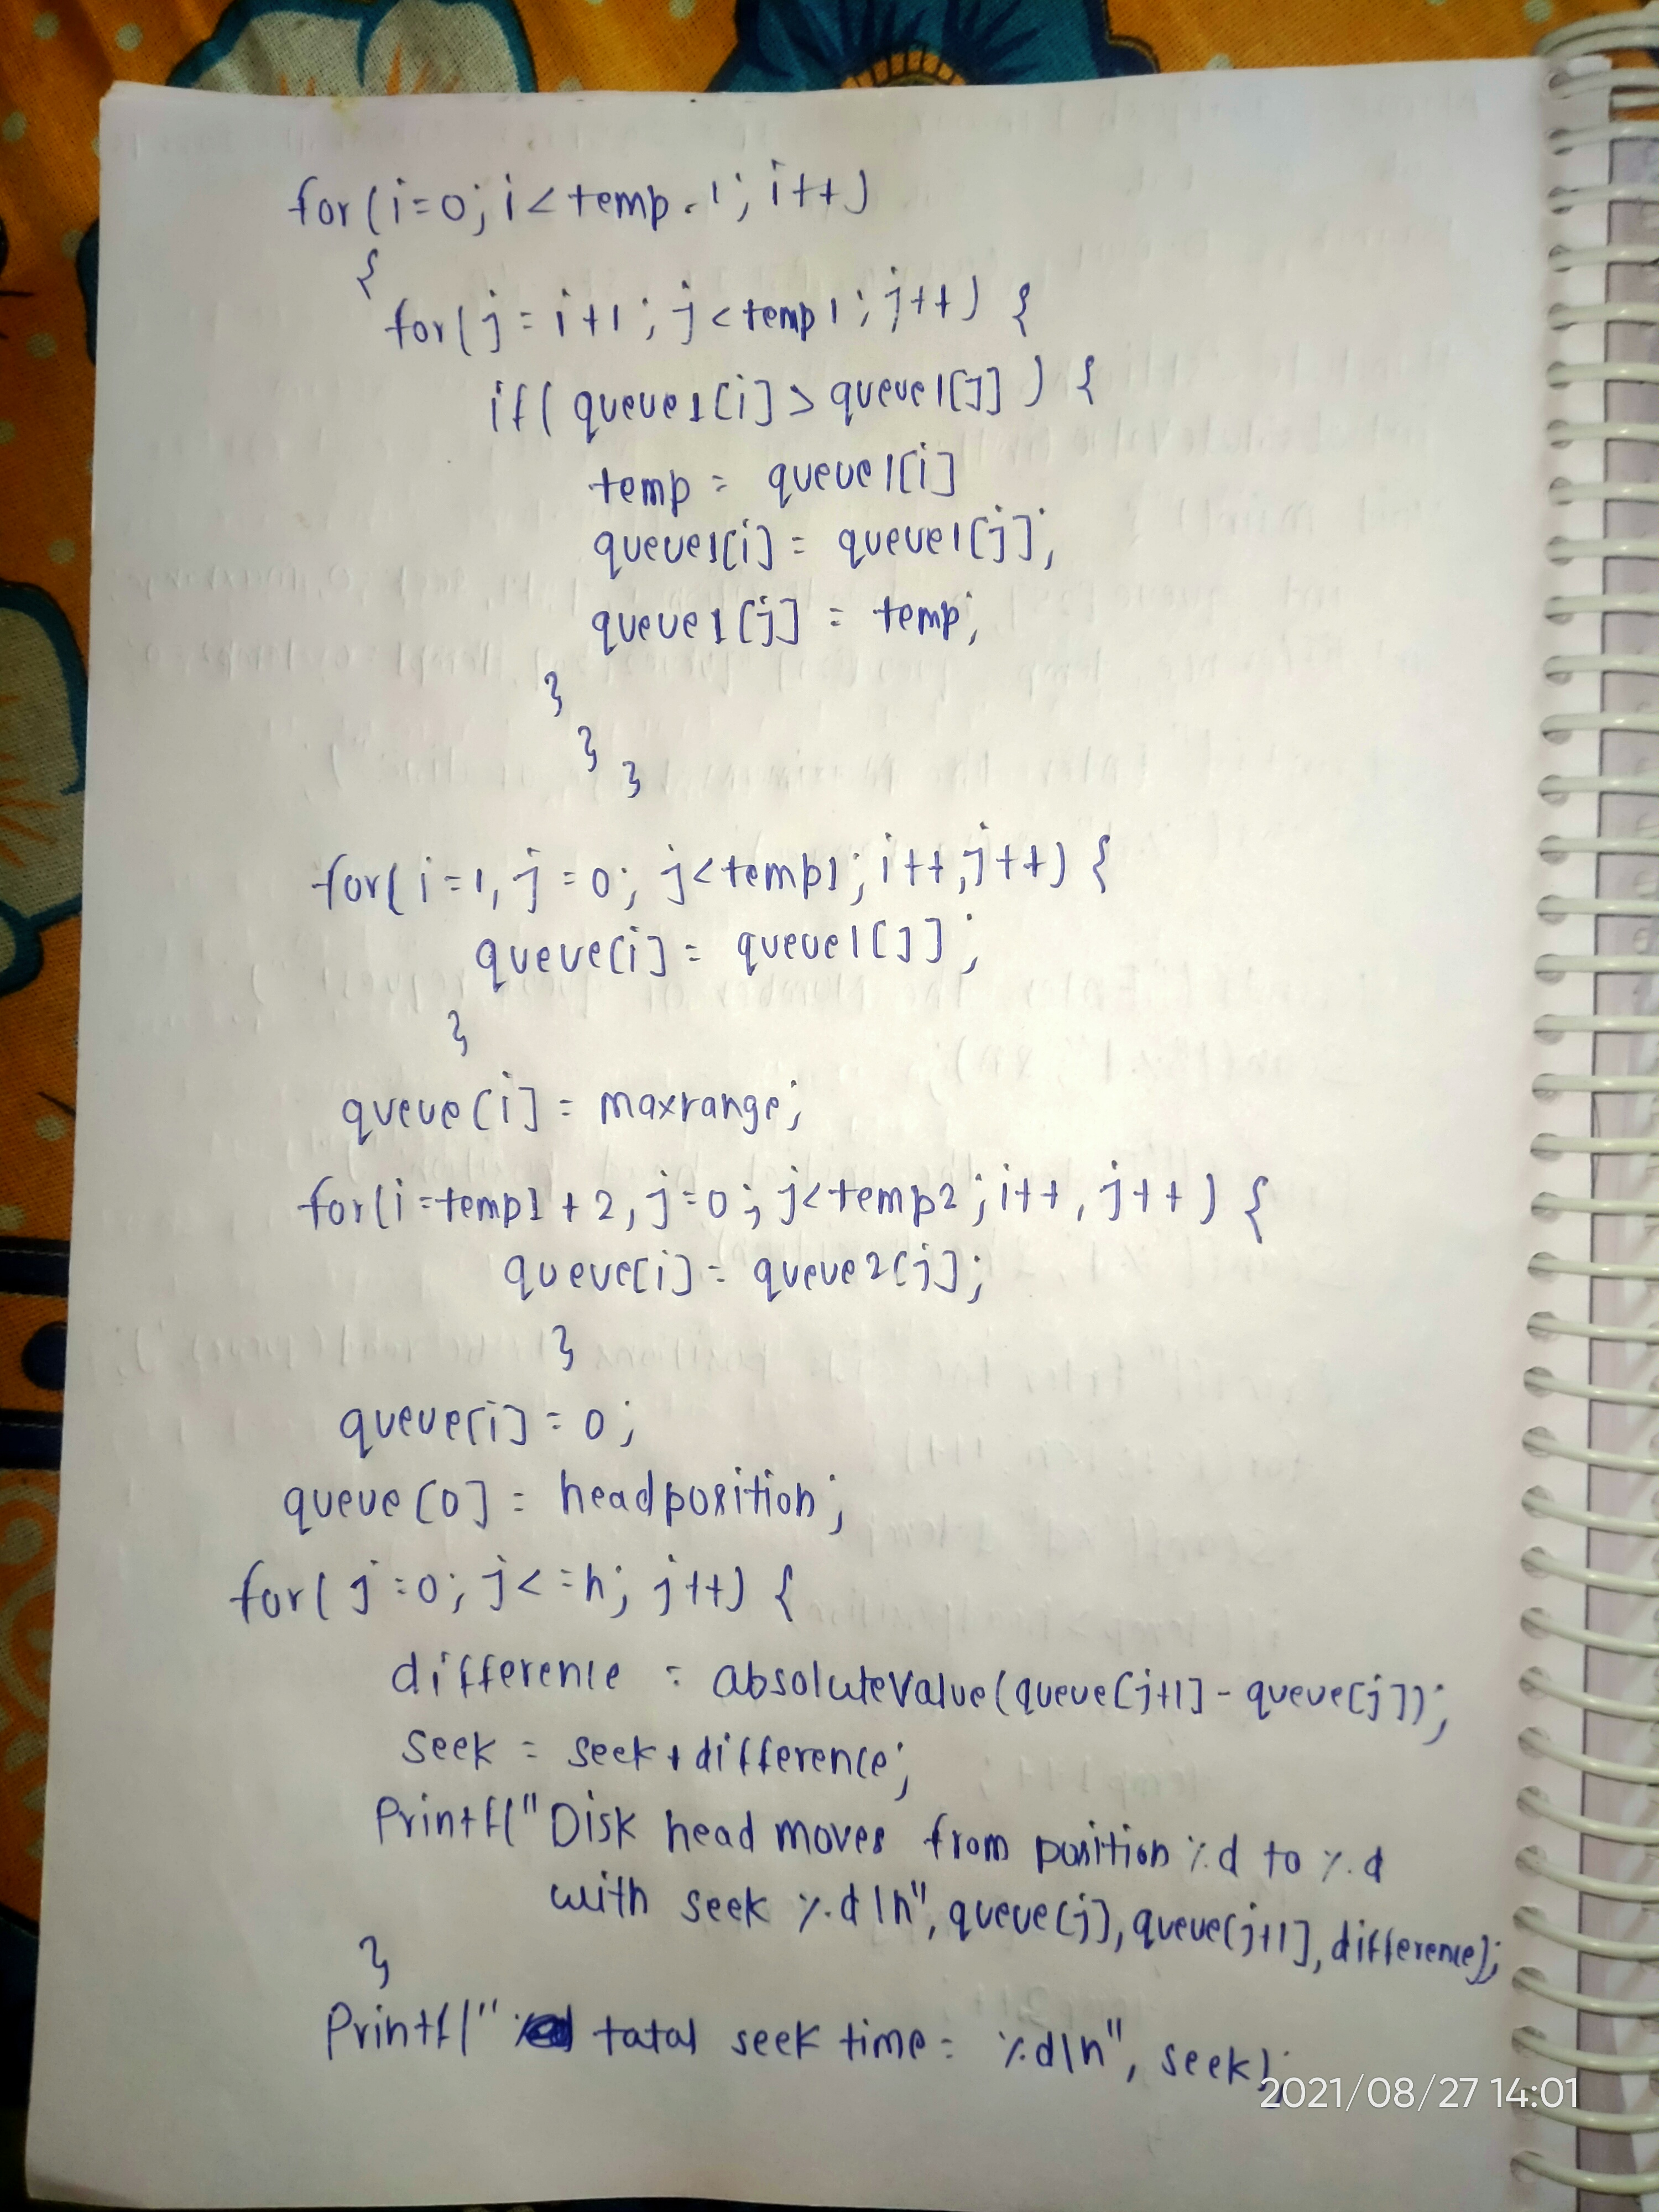 for(i=0; i<temp-1; i++)
{
for(j=i+1; j<temp1; j++) {
if( queue1[i] > queue1[j] ) {
temp = queue1[i]
queue1[i] = queue1[j];
queue1[j] = temp;
}
}
}
for(i=1, j=0; j<temp1; i++, j++) {
queue[i] = queue1[j];
}
queue[i] = maxrange;
for(i=temp1+2, j=0; j<temp2; i++, j++) {
queue[i] = queue2[j];
}
queue[i] = 0;
queue[0] = headposition;
for( j=0; j<=n; j++) {
difference = absoluteValue(queue[j+1] - queue[j]);
seek = seek+difference;
Printf("Disk head moves from position %d to %d
with seek %d\n", queue[j], queue[j+1], difference);
}
Printf(" tatal seek time = %d\n", seek);
2021/08/27 14:01